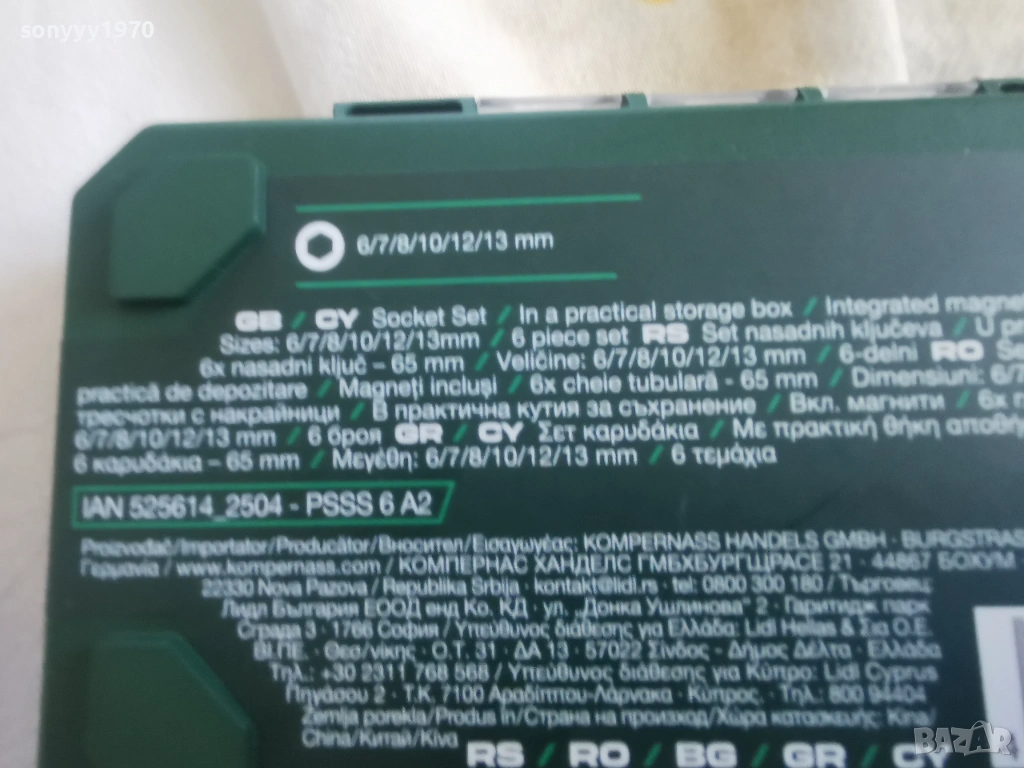 sonyyy1970
6/7/8/10/12/13 mm
GB / CY Socket Set / In a practical storage box / Integrated
Sizes: 6/7/8/10/12/13mm / 6 piece set RS Set nasadnih ključeva / U
6x nasadni ključ – 65 mm / Veličine: 6/7/8/10/12/13 mm / 6-delni RO
practică de depozitare / Magneți incluși / 6x cheie tubulară - 65 mm / Dimensiuni:
тресчотки с накрайници / В практична кутия за съхранение / Вкл. магнити / 6x
6/7/8/10/12/13 mm / 6 броя GR / CY Σετ καρυδάκια / Με πρακτική θήκη
6 καρυδάκια – 65 mm / Μεγέθη: 6/7/8/10/12/13 mm / 6 τεμάχια
IAN 525614_2504 - PSSS 6 A2
Proizvođač/Importator/Producător/Вносител/Εισαγωγέας: KOMPERNASS HANDELS GMBH ·
Γερμανία / www.kompernass.com / КОМПЕРНАС ХАНДЕЛС ГМБХБУРГЩРАСЕ 21 · 44867 БОХУМ
22330 Nova Pazova / Republika Srbija · kontakt@lidl.rs · tel: 0800 300 180 / Търговец:
Лидл България ЕООД енд Ко. КД · ул. „Донка Ушлинова" 2 · Гаритидж парк
Сграда 3 · 1766 София / Υπεύθυνος διάθεσης για Ελλάδα: Lidl Hellas & Σια Ο.Ε.
ΒΙ.ΠΕ. · Θεσ/νίκης · Ο.Τ. 31 · ΔΑ 13 · 57022 Σίνδος - Δήμος Δέλτα · Ελλάδα
Τηλ.: +30 2311 768 568 / Υπεύθυνος διάθεσης για Κύπρο: Lidl Cyprus
Πηγάσου 2 · Τ.Κ. 7100 Αραδίππου-Λάρνακα · Κύπρος · Τηλ.: 800 94404
Zemlja porekla/Produs în/Страна на произход/Χώρα κατασκευής: Kina/
China/Китай/Κίνα
RS / RO / BG / GR / CY
BAZAR